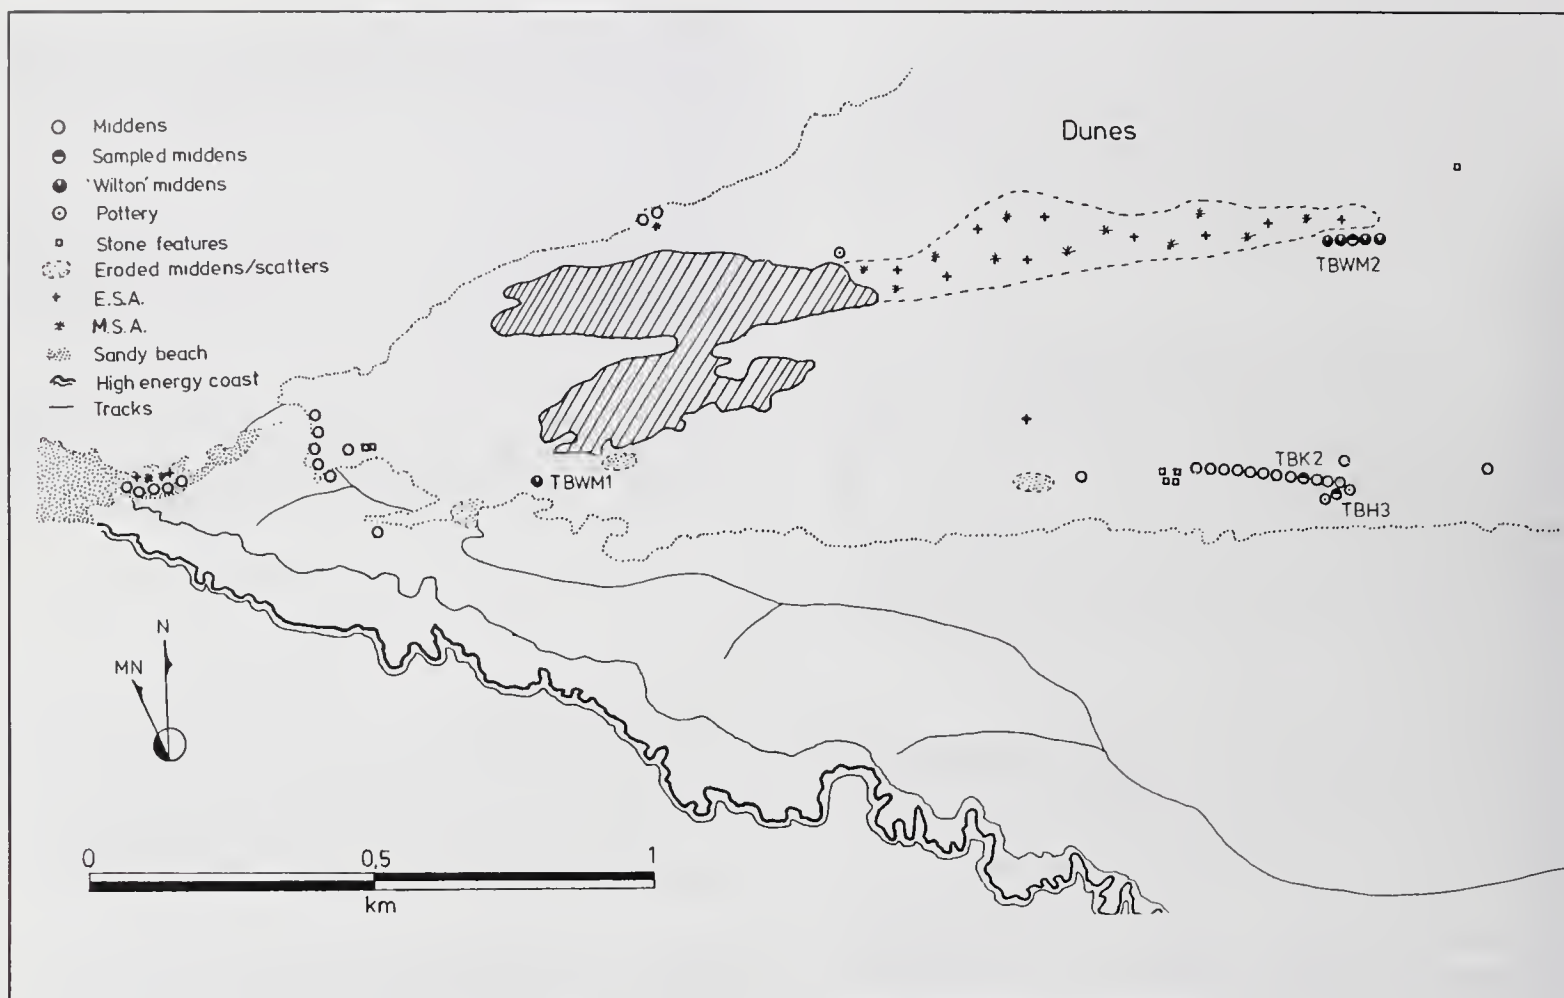 Dunes
Middens
Sampled middens
'Wilton' middens
Pottery
Stone features
Eroded middens/scatters
E.S.A.
M.S.A.
Sandy beach
High energy coast
Tracks
TBWM2
TBK2
TBH3
TBWM1
N
MN
0 0,5 1
km